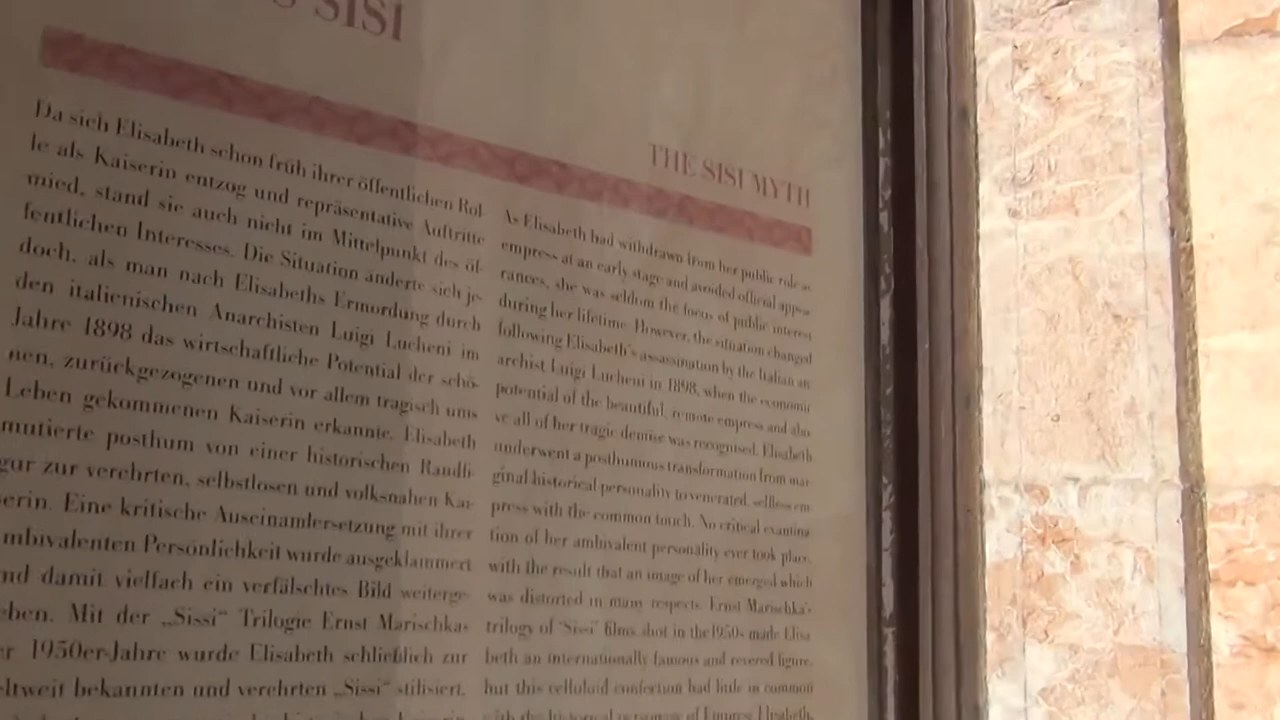 SISI
Da sich Elisabeth schon früh ihrer öffentlichen Rol-
le als Kaiserin entzog und repräsentative Auftritte
mied, stand sie auch nicht im Mittelpunkt des öf-
fentlichen Interesses. Die Situation änderte sich je-
doch, als man nach Elisabeths Ermordung durch
den italienischen Anarchisten Luigi Lucheni im
Jahre 1898 das wirtschaftliche Potential der schö-
nen, zurückgezogenen und vor allem tragisch ums
Leben gekommenen Kaiserin erkannte. Elisabeth
mutierte posthum von einer historischen Randfi-
gur zur verehrten, selbstlosen und volksnahen Kai-
serin. Eine kritische Auseinandersetzung mit ihrer
mbivalenten Persönlichkeit wurde ausgeklammert
nd damit vielfach ein verfälschtes Bild weiterge-
eben. Mit der „Sissi“ Trilogie Ernst Marischkas
er 1950er-Jahre wurde Elisabeth schließlich zur
eltweit bekannten und verehrten „Sissi“ stilisiert,
THE SISI MYTH
As Elisabeth had withdrawn from her public role as
empress at an early stage and avoided official appea-
rances, she was seldom the focus of public interest
during her lifetime. However, the situation changed
following Elisabeth's assassination by the Italian an-
archist Luigi Lucheni in 1898, when the economic
potential of the beautiful, remote empress and abo-
ve all of her tragic demise was recognised. Elisabeth
underwent a posthumous transformation from mar-
ginal historical personality to venerated, selfless em-
press with the common touch. No critical examina-
tion of her ambivalent personality ever took place,
with the result that an image of her emerged which
was distorted in many respects. Ernst Marischka's
trilogy of "Sissi" films shot in the 1950s made Elisa-
beth an internationally famous and revered figure,
but this celluloid confection had little in common
with the historical personage of Empress Elisabeth,